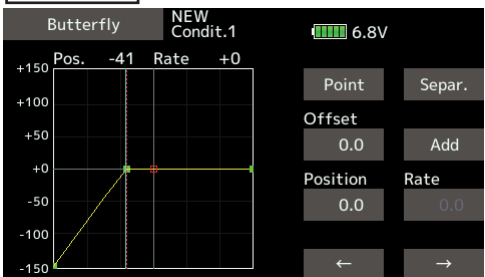 Butterfly
NEW
Condit.1
6.8V
Pos. -41 Rate +0
+150
+100
+50
+0
-50
-100
-150
Point
Separ.
Offset
0.0
Add
Position
Rate
0.0
0.0
←
→